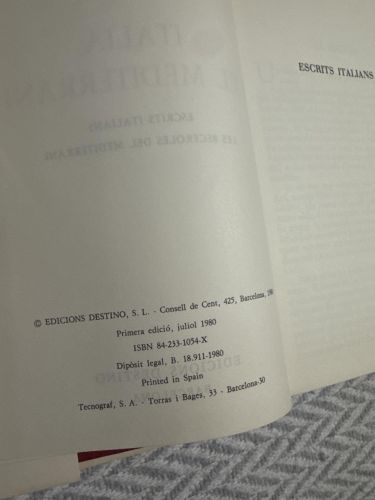 © EDICIONS DESTINO, S. L. - Consell de Cent, 425, Barcelona,
Primera edició, juliol 1980
ISBN 84-233-1054-X
Dipòsit legal, B. 18.911-1980
Printed in Spain
Tecnograf, S. A. - Torras i Bages, 33 - Barcelona-30
ESCRITS ITALIANS